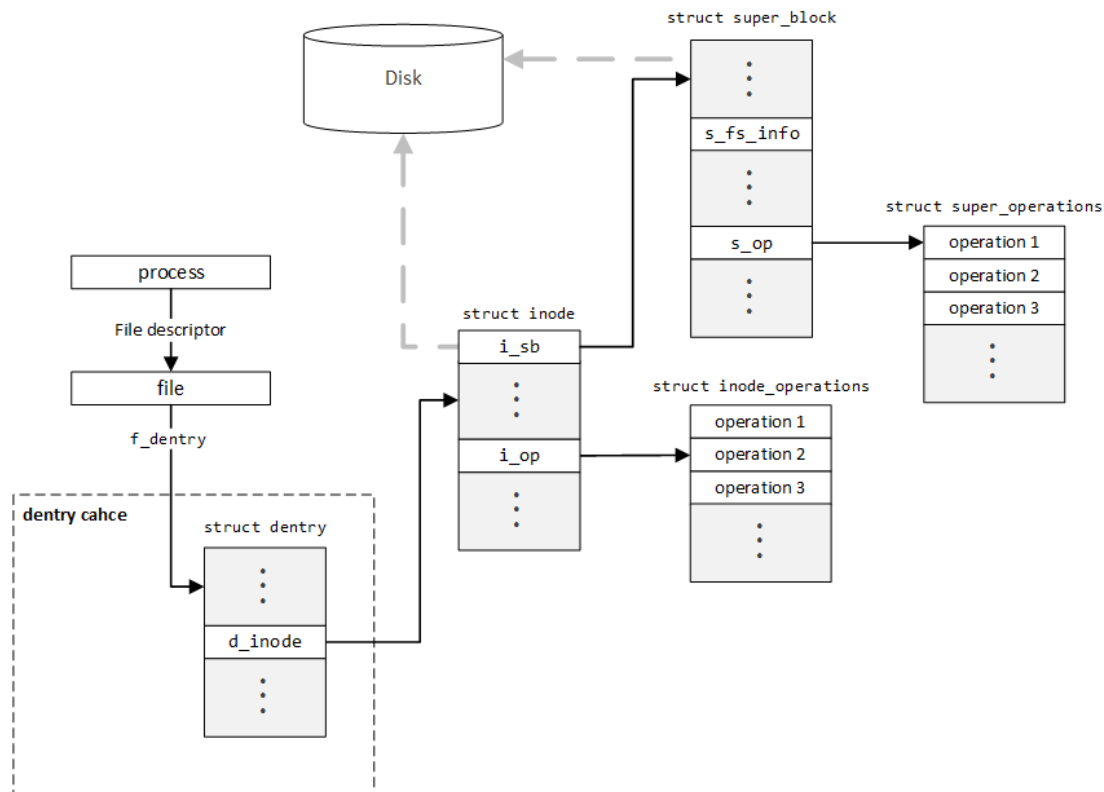 struct super_block
Disk
s_fs_info
struct super_operations
s_op
operation 1
operation 2
operation 3
process
File descriptor
file
f_dentry
struct inode
i_sb
i_op
struct inode_operations
operation 1
operation 2
operation 3
dentry cahce
struct dentry
d_inode